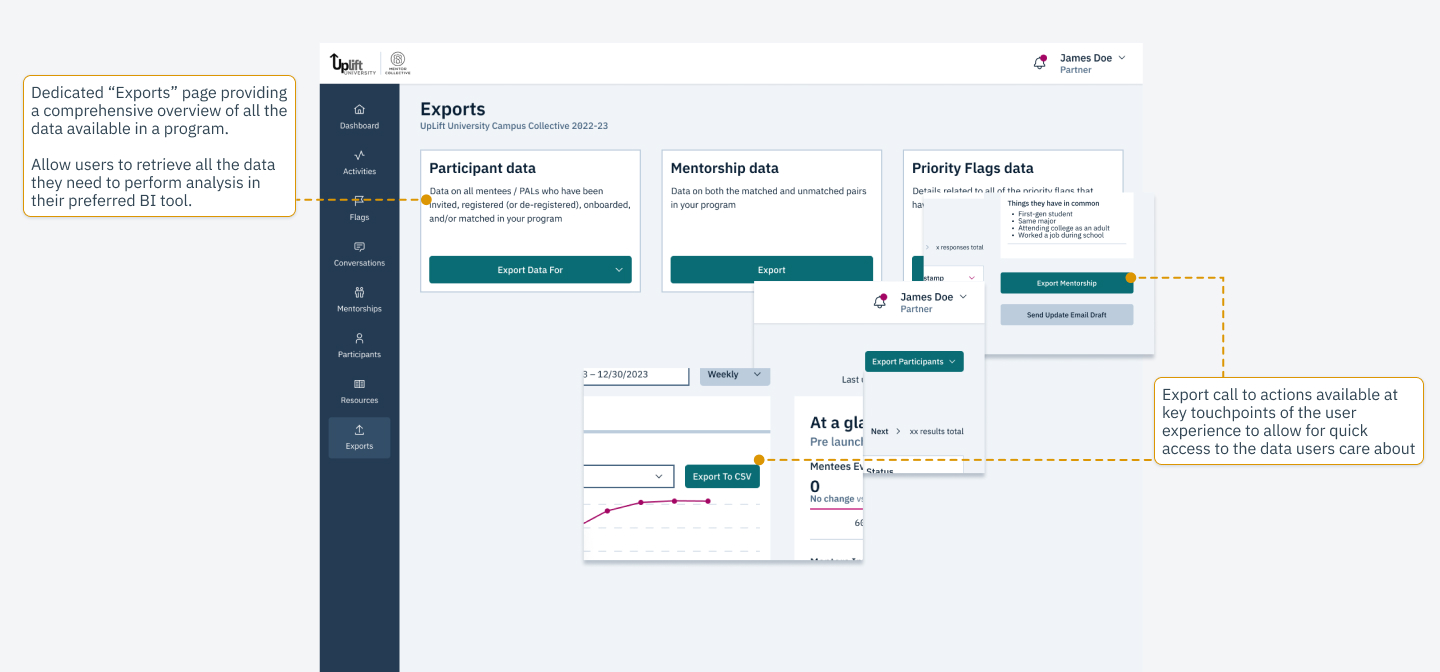 Uplift
UNIVERSITY
MENTOR
COLLECTIVE
James Doe
Partner
Dedicated “Exports” page providing
a comprehensive overview of all the
data available in a program.
Allow users to retrieve all the data
they need to perform analysis in
their preferred BI tool.
Dashboard
Activities
Flags
Conversations
Mentorships
Participants
Resources
Exports
Exports
UpLift University Campus Collective 2022-23
Participant data
Data on all mentees / PALs who have been
invited, registered (or de-registered), onboarded,
and/or matched in your program
Export Data For
Mentorship data
Data on both the matched and unmatched pairs
in your program
Export
Priority Flags data
Details related to all of the priority flags that
hav
Things they have in common
• First-gen student
• Same major
• Attending college as an adult
• Worked a job during school
x responses total
stamp
Export Mentorship
Send Update Email Draft
James Doe
Partner
Export Participants
Next
xx results total
Status
3 – 12/30/2023
Weekly
Last u
Export To CSV
At a gla
Pre launch
Mentees Ev
0
No change vs
60
Export call to actions available at
key touchpoints of the user
experience to allow for quick
access to the data users care about